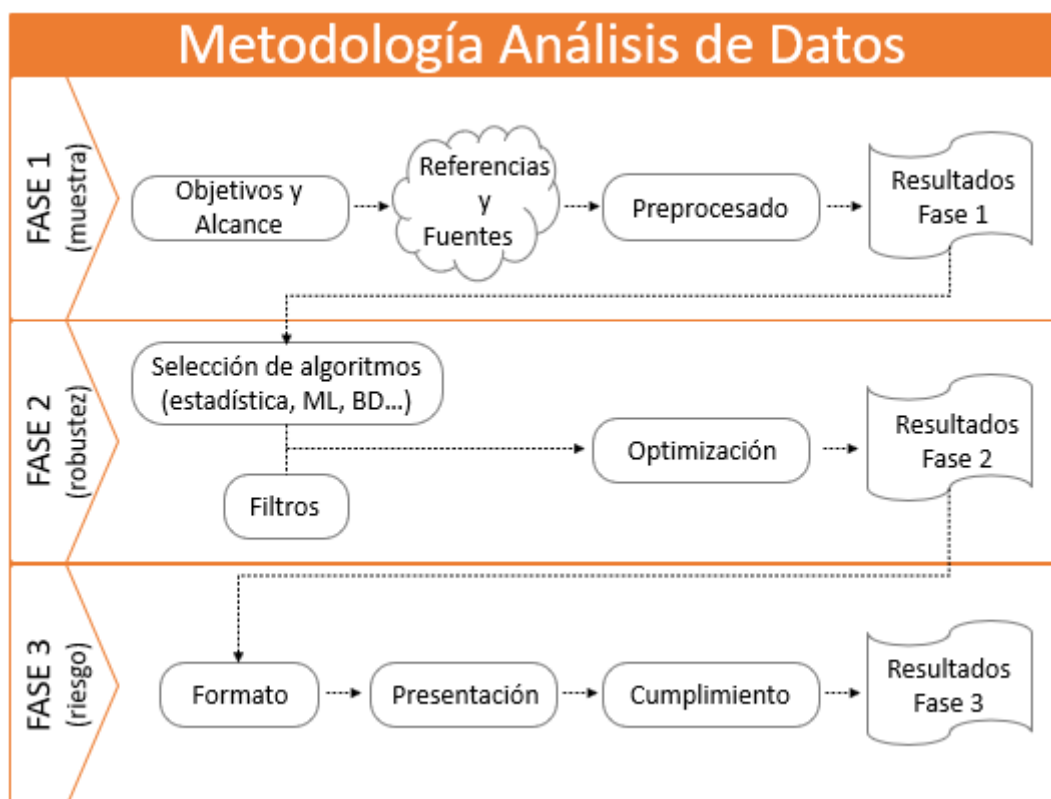 Metodología Análisis de Datos
FASE 1
(muestra)
Objetivos y
Alcance
Referencias
y
Fuentes
Preprocesado
Resultados
Fase 1
FASE 2
(robustez)
Selección de algoritmos
(estadística, ML, BD...)
Filtros
Optimización
Resultados
Fase 2
FASE 3
(riesgo)
Formato
Presentación
Cumplimiento
Resultados
Fase 3